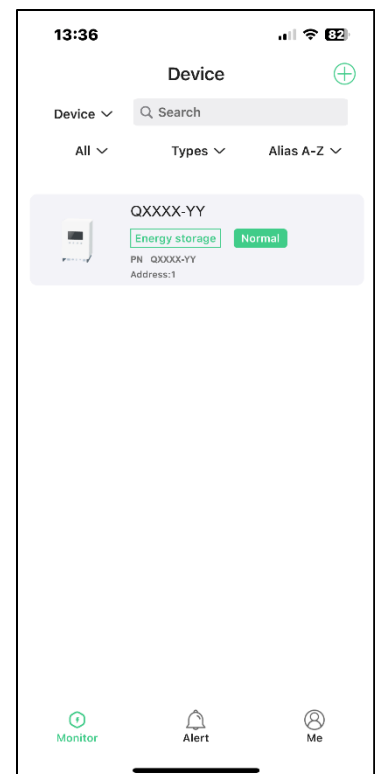 13:36 82
Device
Device Search
All Types Alias A-Z
QXXXX-YY
Energy storage Normal
PN QXXXX-YY
Address:1
Monitor Alert Me